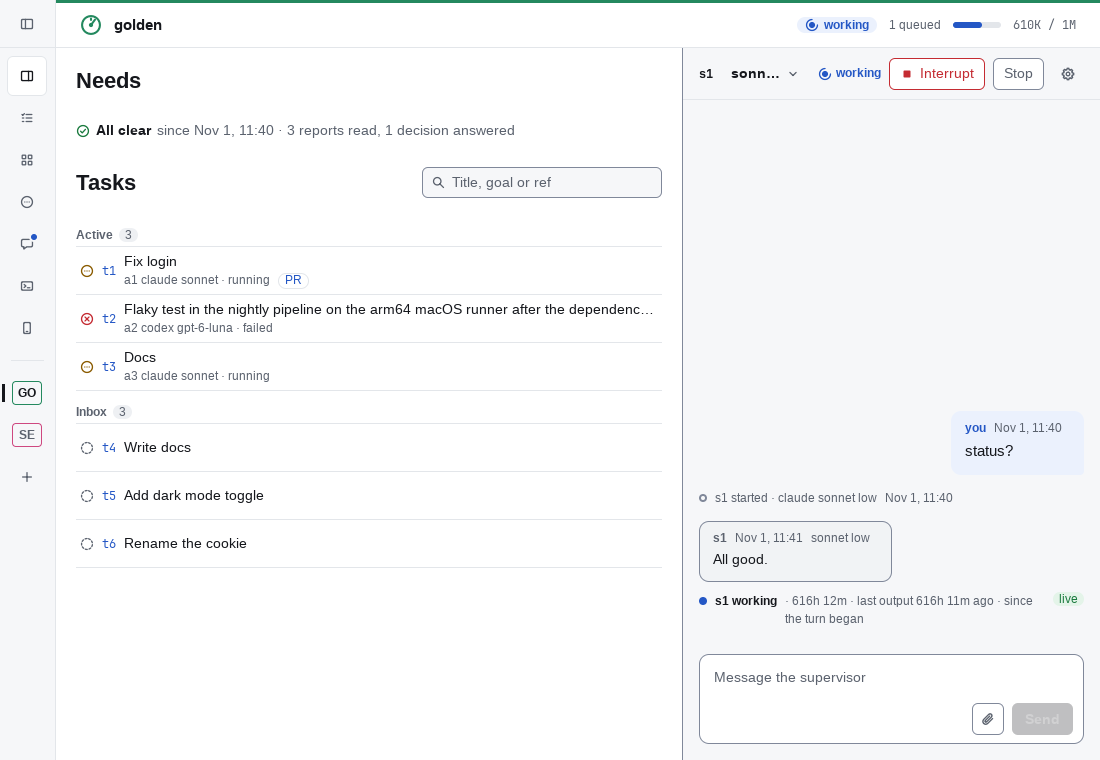 golden
working
1 queued
610K / 1M
Needs
All clear since Nov 1, 11:40 · 3 reports read, 1 decision answered
Tasks
Title, goal or ref
Active 3
t1 Fix login
a1 claude sonnet · running PR
t2 Flaky test in the nightly pipeline on the arm64 macOS runner after the dependenc…
a2 codex gpt-6-luna · failed
t3 Docs
a3 claude sonnet · running
Inbox 3
t4 Write docs
t5 Add dark mode toggle
t6 Rename the cookie
GO
SE
s1 sonn… working Interrupt Stop
you Nov 1, 11:40
status?
s1 started · claude sonnet low Nov 1, 11:40
s1 Nov 1, 11:41 sonnet low
All good.
s1 working · 616h 12m · last output 616h 11m ago · since
the turn began
live
Message the supervisor
Send